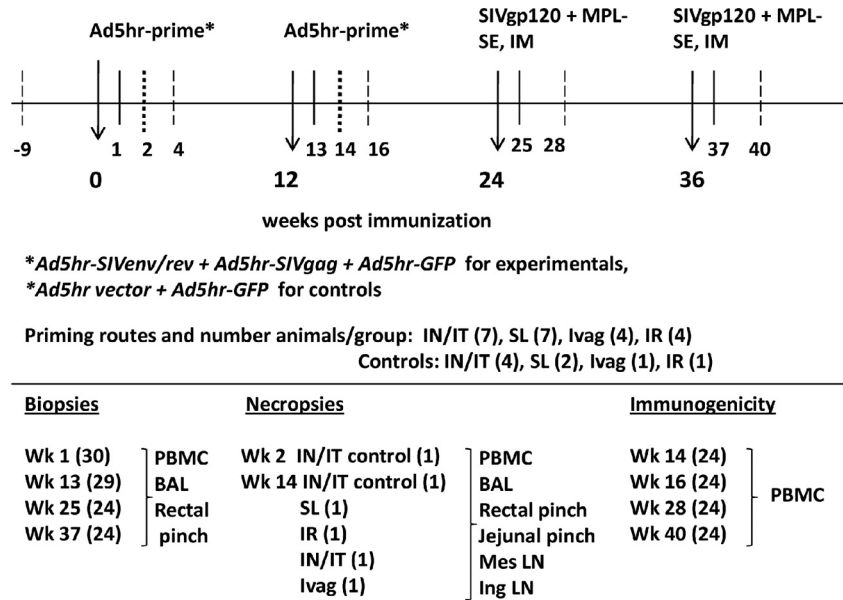 Ad5hr-prime*
Ad5hr-prime*
SIVgp120 + MPL-
SE, IM
SIVgp120 + MPL-
SE, IM
-9 1 2 4 13 14 16 25 28 37 40
0 12 24 36
weeks post immunization
*Ad5hr-SIVenv/rev + Ad5hr-SIVgag + Ad5hr-GFP for experimentals,
*Ad5hr vector + Ad5hr-GFP for controls
Priming routes and number animals/group: IN/IT (7), SL (7), Ivag (4), IR (4)
Controls: IN/IT (4), SL (2), Ivag (1), IR (1)
Biopsies
Wk 1 (30)
Wk 13 (29)
Wk 25 (24)
Wk 37 (24)
PBMC
BAL
Rectal
pinch
Necropsies
Wk 2 IN/IT control (1)
Wk 14 IN/IT control (1)
SL (1)
IR (1)
IN/IT (1)
Ivag (1)
PBMC
BAL
Rectal pinch
Jejunal pinch
Mes LN
Ing LN
Immunogenicity
Wk 14 (24)
Wk 16 (24)
Wk 28 (24)
Wk 40 (24)
PBMC